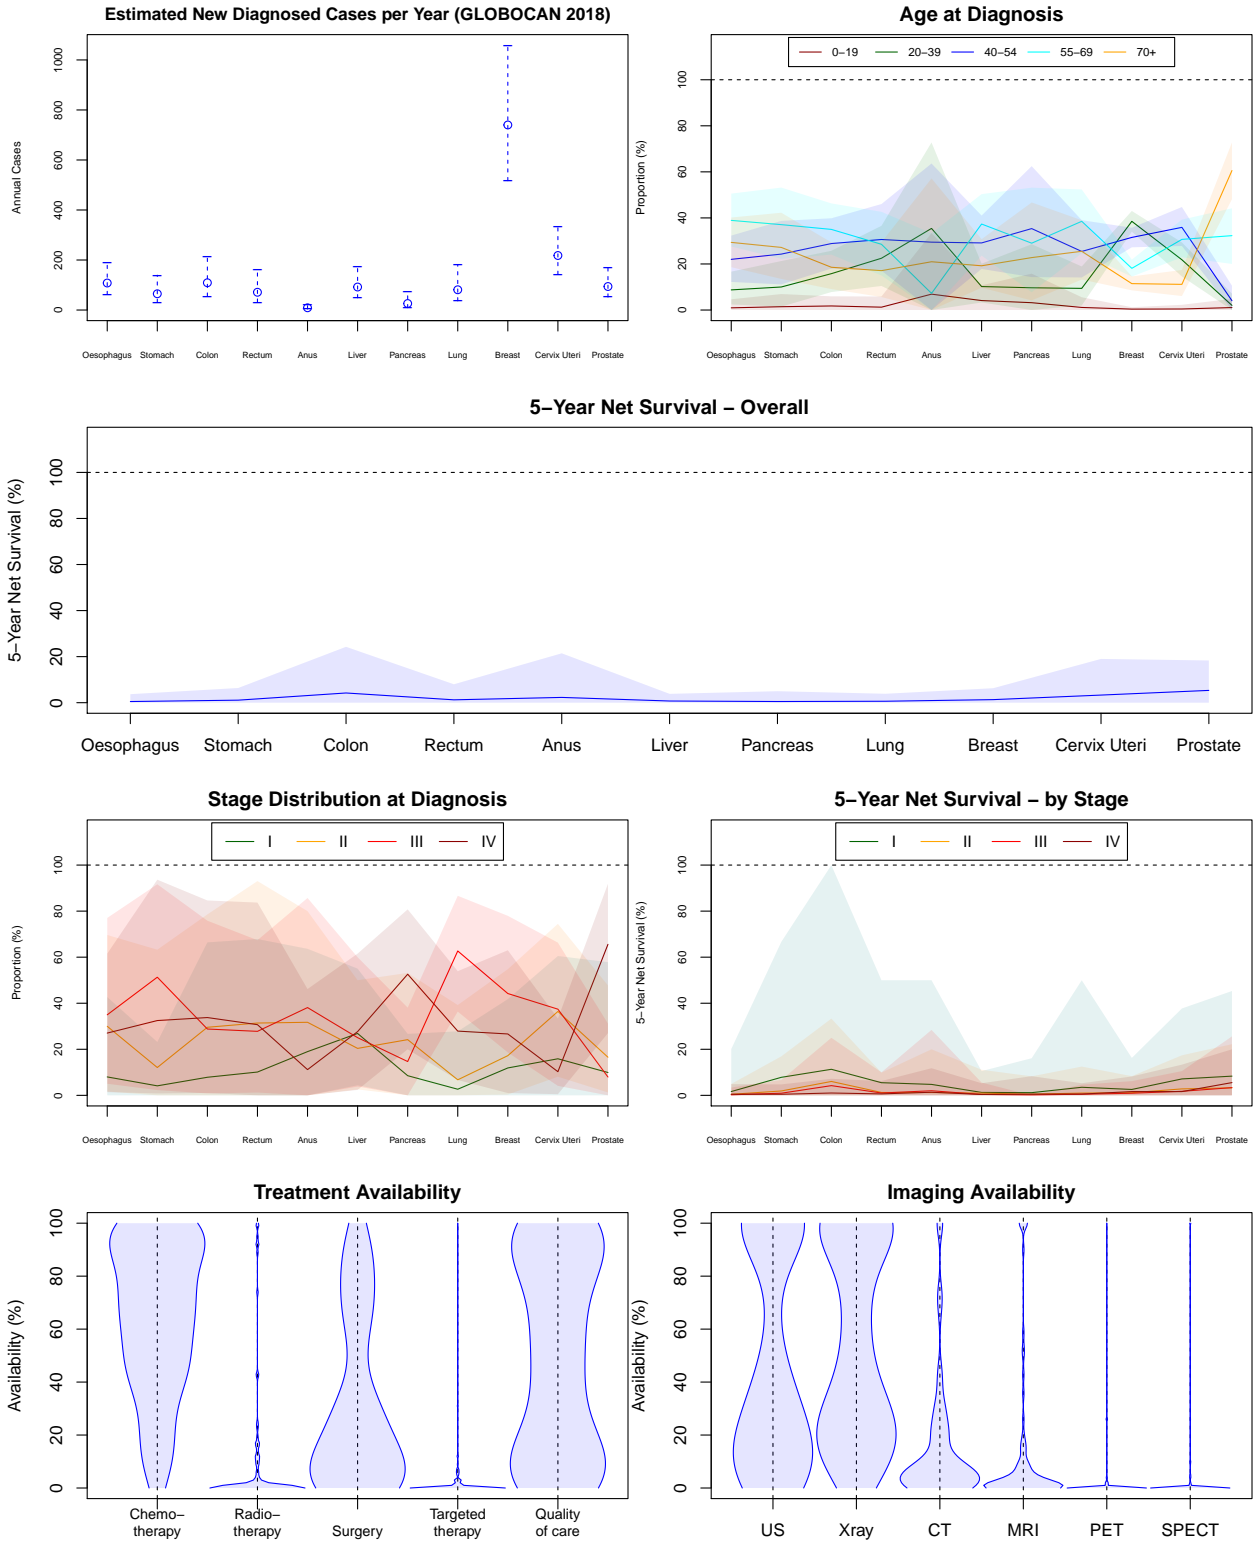 Estimated New Diagnosed Cases per Year (GLOBOCAN 2018)
Annual Cases
0
200
400
600
800
1000
Oesophagus Stomach Colon Rectum Anus Liver Pancreas Lung Breast Cervix Uteri Prostate
Age at Diagnosis
0−19 20−39 40−54 55−69 70+
Proportion (%)
0
20
40
60
80
100
Oesophagus Stomach Colon Rectum Anus Liver Pancreas Lung Breast Cervix Uteri Prostate
5−Year Net Survival − Overall
5−Year Net Survival (%)
0
20
40
60
80
100
Oesophagus Stomach Colon Rectum Anus Liver Pancreas Lung Breast Cervix Uteri Prostate
Stage Distribution at Diagnosis
I II III IV
Proportion (%)
0
20
40
60
80
100
Oesophagus Stomach Colon Rectum Anus Liver Pancreas Lung Breast Cervix Uteri Prostate
5−Year Net Survival − by Stage
I II III IV
5−Year Net Survival (%)
0
20
40
60
80
100
Oesophagus Stomach Colon Rectum Anus Liver Pancreas Lung Breast Cervix Uteri Prostate
Treatment Availability
Availability (%)
0
20
40
60
80
100
Chemo−
therapy
Radio−
therapy
Surgery
Targeted
therapy
Quality
of care
Imaging Availability
Availability (%)
0
20
40
60
80
100
US Xray CT MRI PET SPECT